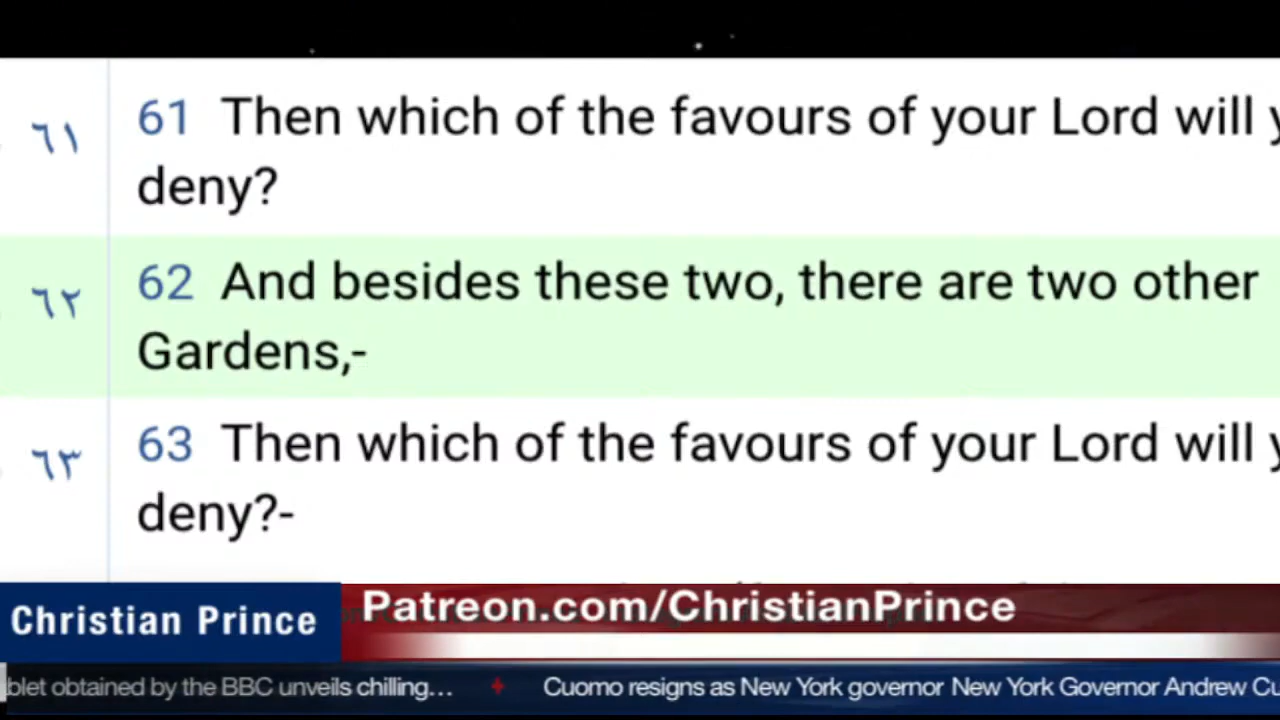 ٦١ 61 Then which of the favours of your Lord will
deny?
٦٢ 62 And besides these two, there are two other
Gardens,-
٦٣ 63 Then which of the favours of your Lord will
deny?-
Christian Prince Patreon.com/ChristianPrince
obtained by the BBC unveils chilling... Cuomo resigns as New York governor New York Governor Andrew